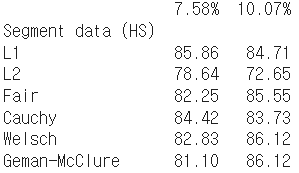 7.58% 10.07%
Segment data (HS)
L1 85.86 84.71
L2 78.64 72.65
Fair 82.25 85.55
Cauchy 84.42 83.73
Welsch 82.83 86.12
Geman-McClure 81.10 86.12